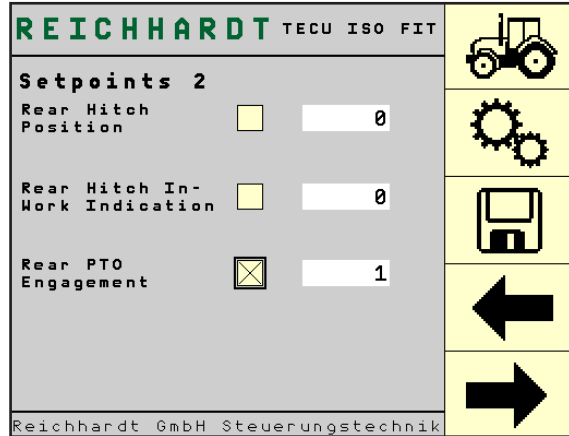 REICHHARDT TECU ISO FIT
Setpoints 2
Rear Hitch
Position
0
Rear Hitch In-
Work Indication
0
Rear PTO
Engagement
1
Reichhardt GmbH Steuerungstechnik